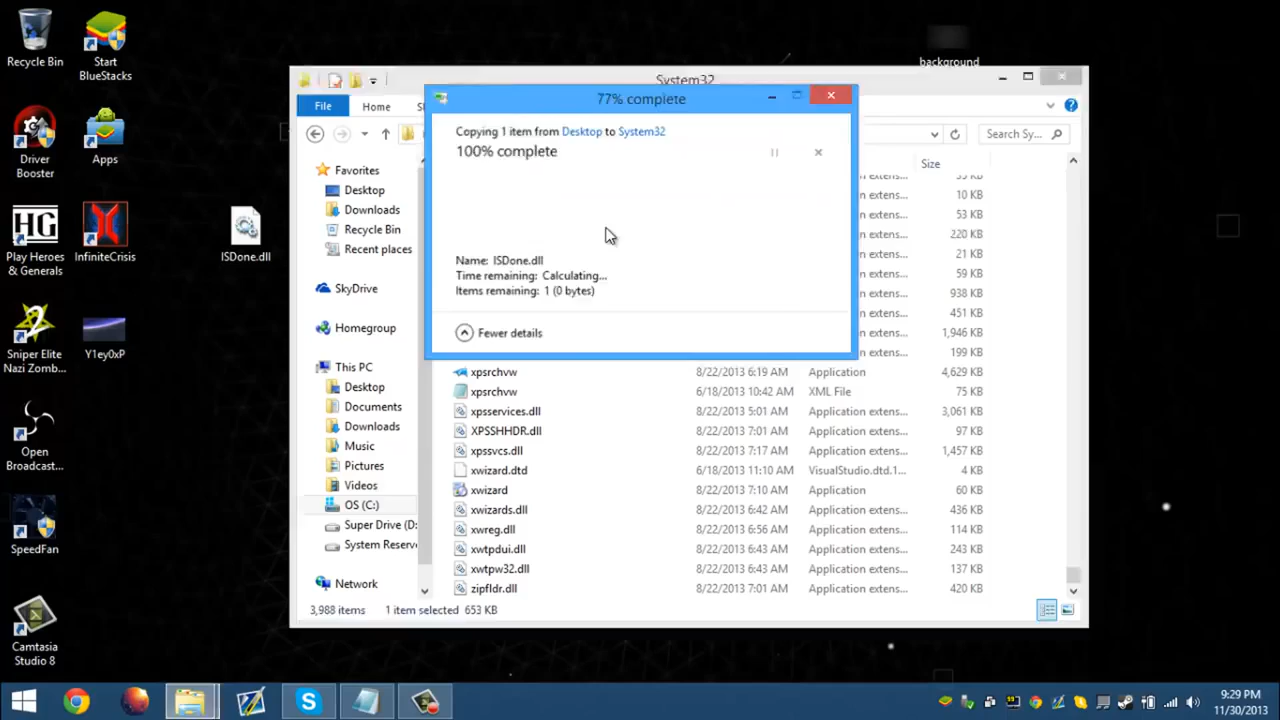 Recycle Bin
Start
BlueStacks
background
Driver
Booster
Apps
Play Heroes
& Generals
InfiniteCrisis
ISDone.dll
Sniper Elite
Nazi Zomb...
Y1ey0xP
Open
Broadcast...
SpeedFan
Camtasia
Studio 8
System32
File
Home
Search Sy...
Favorites
Desktop
Downloads
Recycle Bin
Recent places
SkyDrive
Homegroup
This PC
Desktop
Documents
Downloads
Music
Pictures
Videos
OS (C:)
Super Drive (D:
System Reserv
Network
77% complete
Copying 1 item from Desktop to System32
100% complete
Name: ISDone.dll
Time remaining: Calculating...
Items remaining: 1 (0 bytes)
Fewer details
Size
extens... 10 KB
extens... 53 KB
extens... 220 KB
extens... 21 KB
extens... 59 KB
extens... 938 KB
extens... 451 KB
extens... 1,946 KB
extens... 199 KB
xpsrchvw 8/22/2013 6:19 AM Application 4,629 KB
xpsrchvw 6/18/2013 10:42 AM XML File 75 KB
xpsservices.dll 8/22/2013 5:01 AM Application extens... 3,061 KB
XPSSHHDR.dll 8/22/2013 7:01 AM Application extens... 97 KB
xpssvcs.dll 8/22/2013 7:17 AM Application extens... 1,457 KB
xwizard.dtd 6/18/2013 11:10 AM VisualStudio.dtd.1... 4 KB
xwizard 8/22/2013 7:10 AM Application 60 KB
xwizards.dll 8/22/2013 6:42 AM Application extens... 436 KB
xwreg.dll 8/22/2013 6:56 AM Application extens... 114 KB
xwtpdui.dll 8/22/2013 6:43 AM Application extens... 243 KB
xwtpw32.dll 8/22/2013 6:43 AM Application extens... 137 KB
zipfldr.dll 8/22/2013 7:01 AM Application extens... 420 KB
3,988 items 1 item selected 653 KB
9:29 PM
11/30/2013